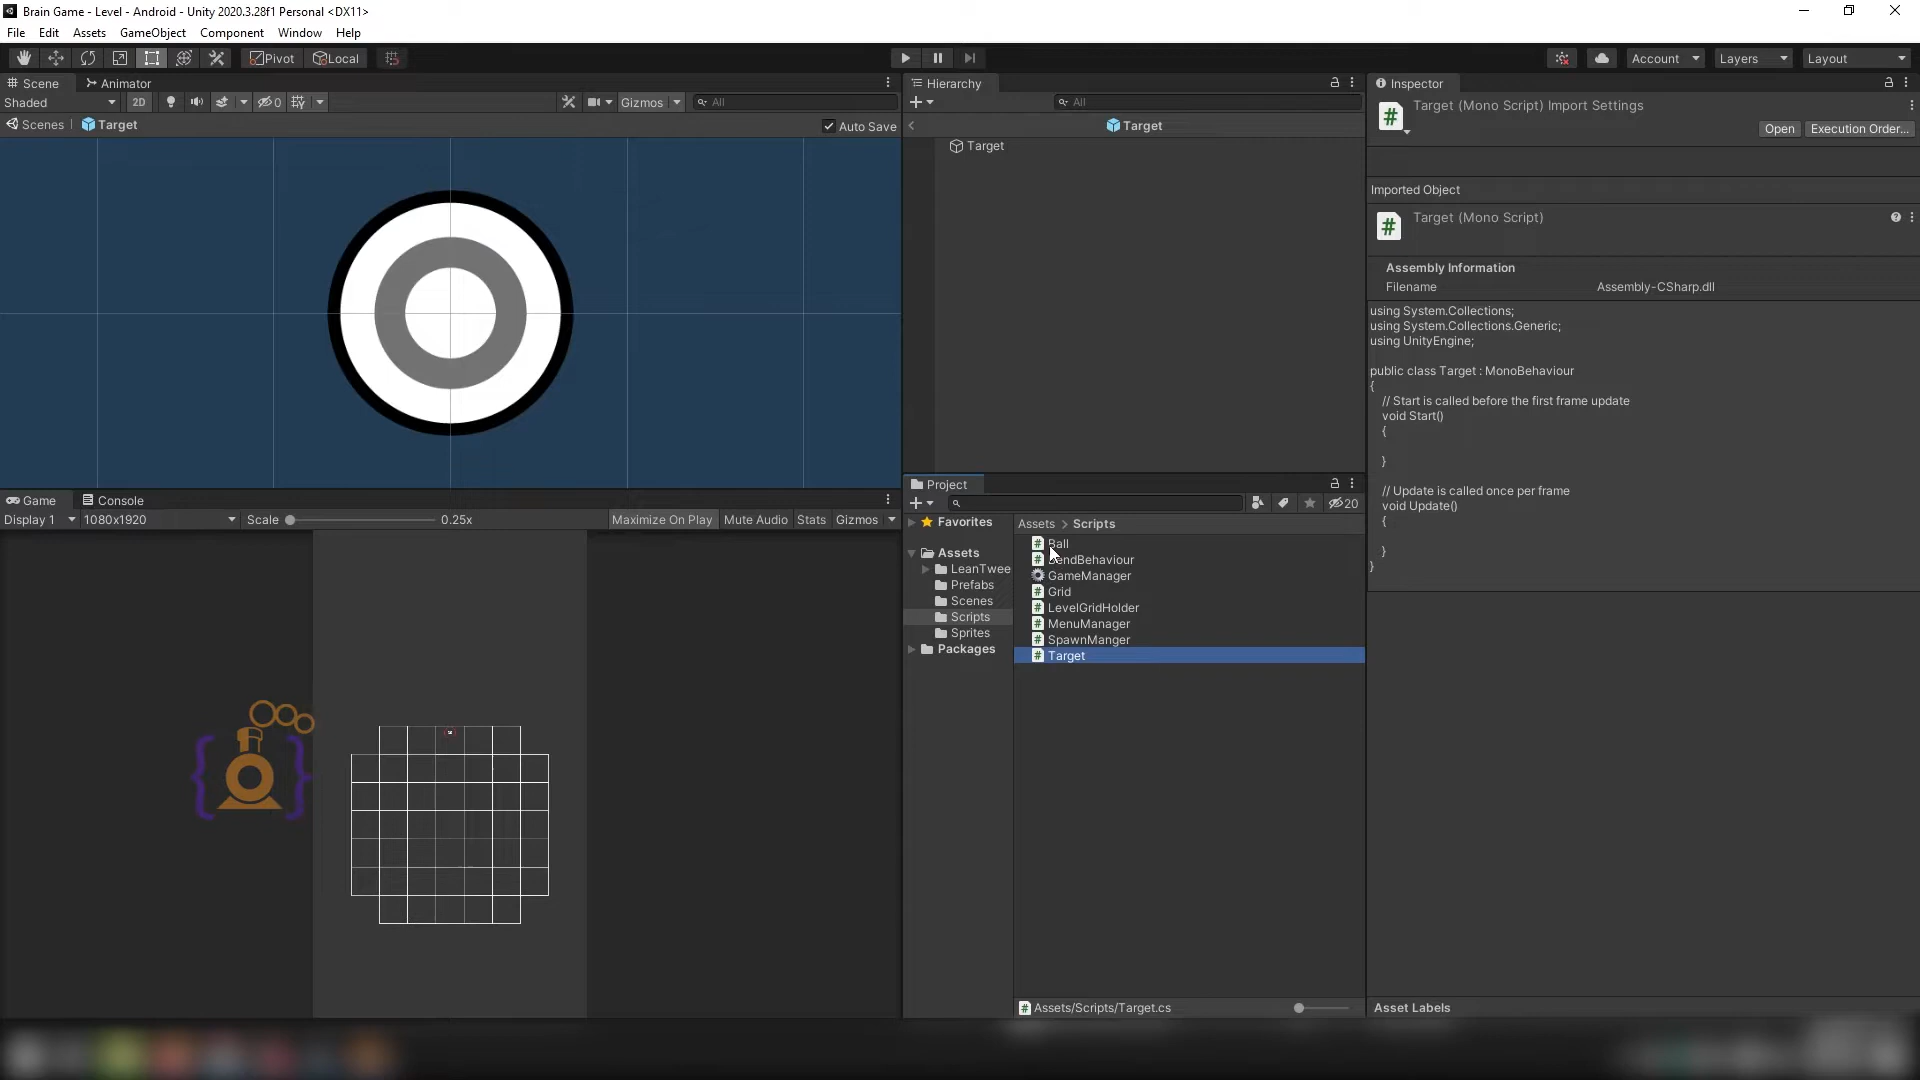 Brain Game - Level - Android - Unity 2020.3.28f1 Personal <DX11>
File Edit Assets GameObject Component Window Help
Pivot Local Account Layers Layout
Scene Animator
Shaded 2D 0 Gizmos All
Scenes Target Auto Save
Hierarchy
All
Target
Target
Game Console
Display 1 1080x1920 Scale 0.25x Maximize On Play Mute Audio Stats Gizmos
Project
20
Favorites
Assets
LeanTwee
Prefabs
Scenes
Scripts
Sprites
Packages
Assets > Scripts
Ball
endBehaviour
GameManager
Grid
LevelGridHolder
MenuManager
SpawnManger
Target
Assets/Scripts/Target.cs
Inspector
Target (Mono Script) Import Settings
Open Execution Order...
Imported Object
Target (Mono Script)
Assembly Information
Filename Assembly-CSharp.dll
using System.Collections;
using System.Collections.Generic;
using UnityEngine;
public class Target : MonoBehaviour
{
// Start is called before the first frame update
void Start()
{
}
// Update is called once per frame
void Update()
{
}
}
Asset Labels